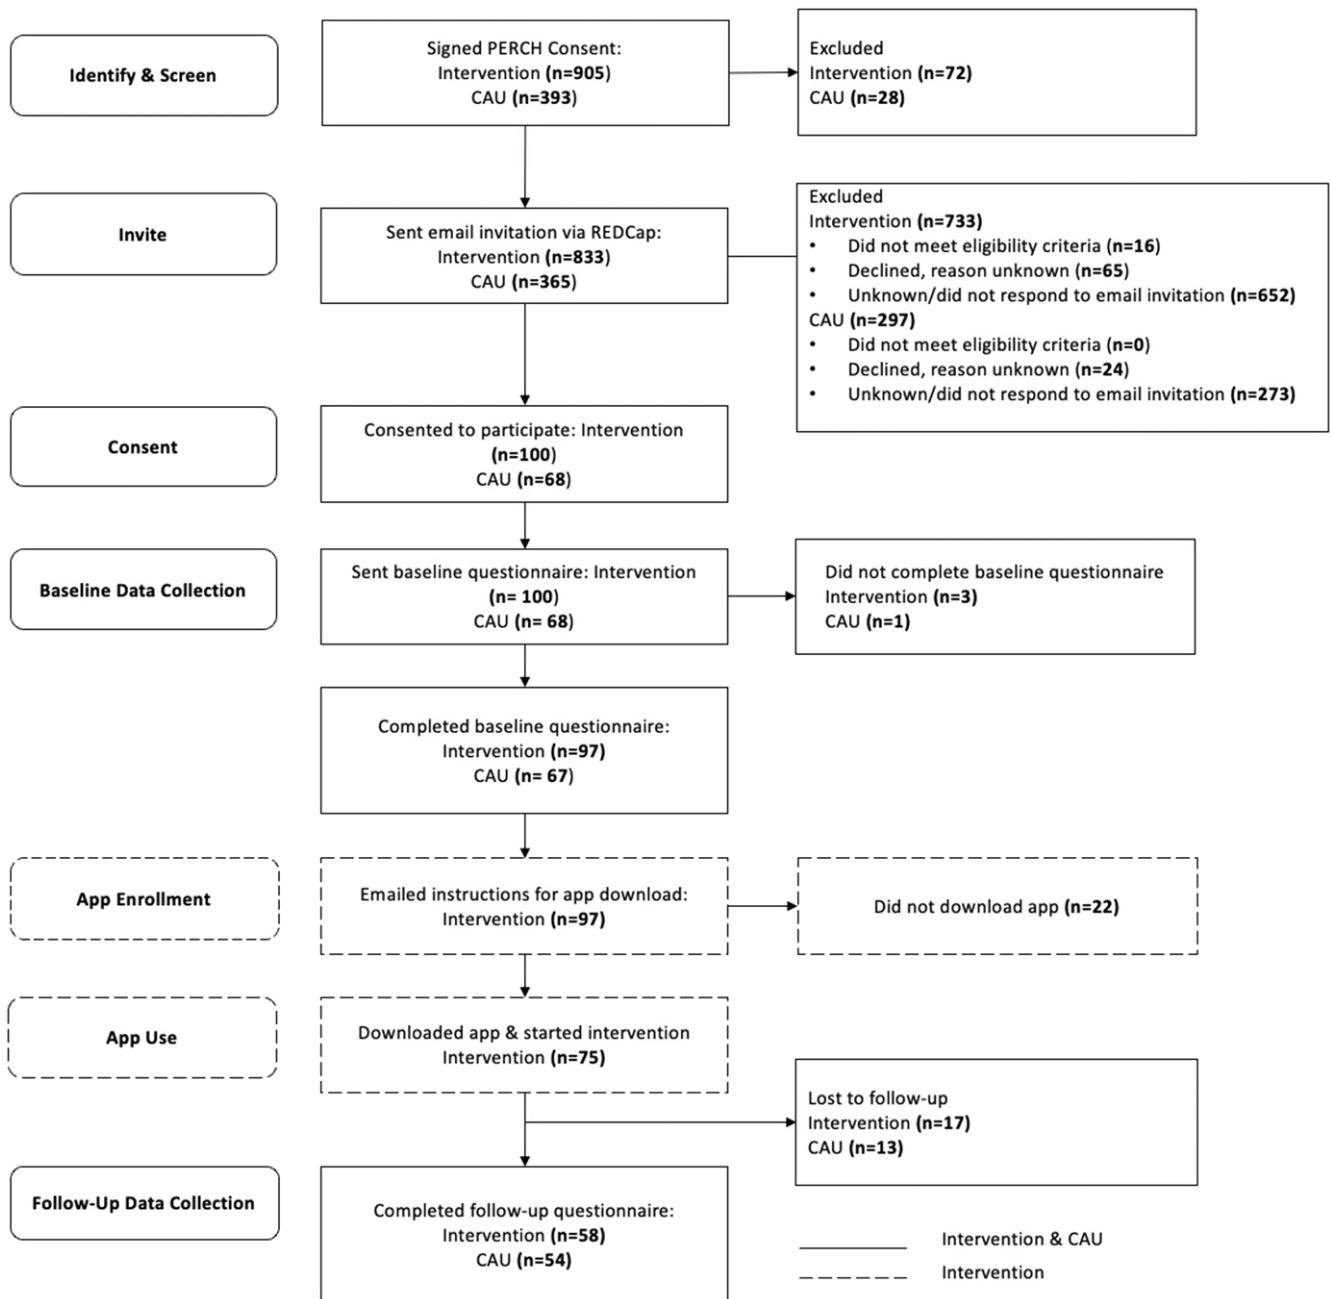 Identify & Screen
Signed PERCH Consent:
Intervention (n=905)
CAU (n=393)
Excluded
Intervention (n=72)
CAU (n=28)
Invite
Sent email invitation via REDCap:
Intervention (n=833)
CAU (n=365)
Excluded
Intervention (n=733)
• Did not meet eligibility criteria (n=16)
• Declined, reason unknown (n=65)
• Unknown/did not respond to email invitation (n=652)
CAU (n=297)
• Did not meet eligibility criteria (n=0)
• Declined, reason unknown (n=24)
• Unknown/did not respond to email invitation (n=273)
Consent
Consented to participate: Intervention
(n=100)
CAU (n=68)
Baseline Data Collection
Sent baseline questionnaire: Intervention
(n= 100)
CAU (n= 68)
Did not complete baseline questionnaire
Intervention (n=3)
CAU (n=1)
Completed baseline questionnaire:
Intervention (n=97)
CAU (n= 67)
App Enrollment
Emailed instructions for app download:
Intervention (n=97)
Did not download app (n=22)
App Use
Downloaded app & started intervention
Intervention (n=75)
Lost to follow-up
Intervention (n=17)
CAU (n=13)
Follow-Up Data Collection
Completed follow-up questionnaire:
Intervention (n=58)
CAU (n=54)
Intervention & CAU
Intervention